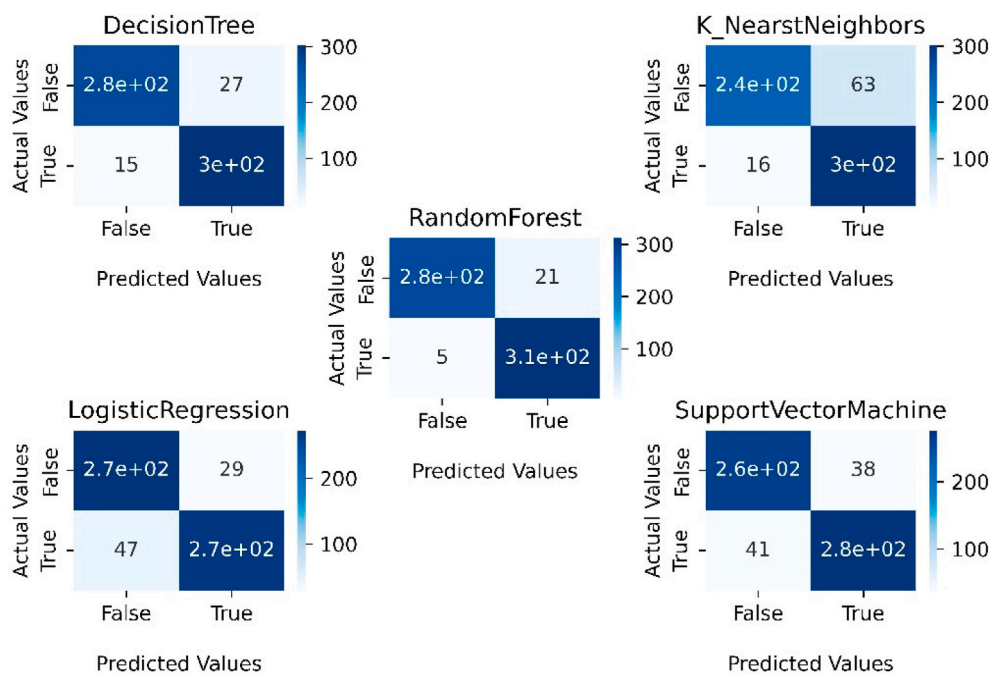 DecisionTree
Actual Values
False
True
2.8e+02
27
15
3e+02
300
200
100
False
True
Predicted Values
K_NearstNeighbors
Actual Values
False
True
2.4e+02
63
16
3e+02
300
200
100
False
True
Predicted Values
RandomForest
Actual Values
False
True
2.8e+02
21
5
3.1e+02
300
200
100
False
True
Predicted Values
LogisticRegression
Actual Values
False
True
2.7e+02
29
47
2.7e+02
200
100
False
True
Predicted Values
SupportVectorMachine
Actual Values
False
True
2.6e+02
38
41
2.8e+02
200
100
False
True
Predicted Values